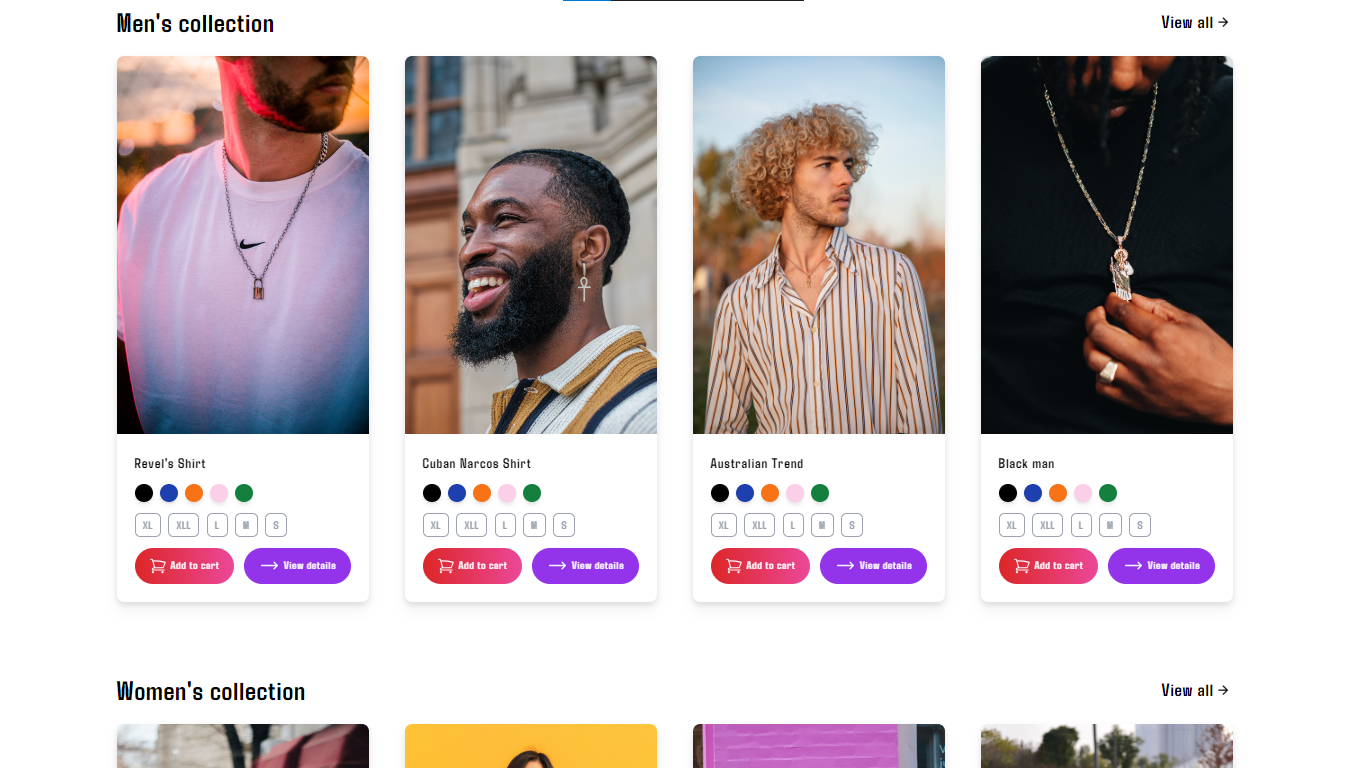 Men's collection
View all →
Revel's Shirt
XL XLL L M S
Add to cart → View details
Cuban Narcos Shirt
XL XLL L M S
Add to cart → View details
Australian Trend
XL XLL L M S
Add to cart → View details
Black man
XL XLL L M S
Add to cart → View details
Women's collection
View all →